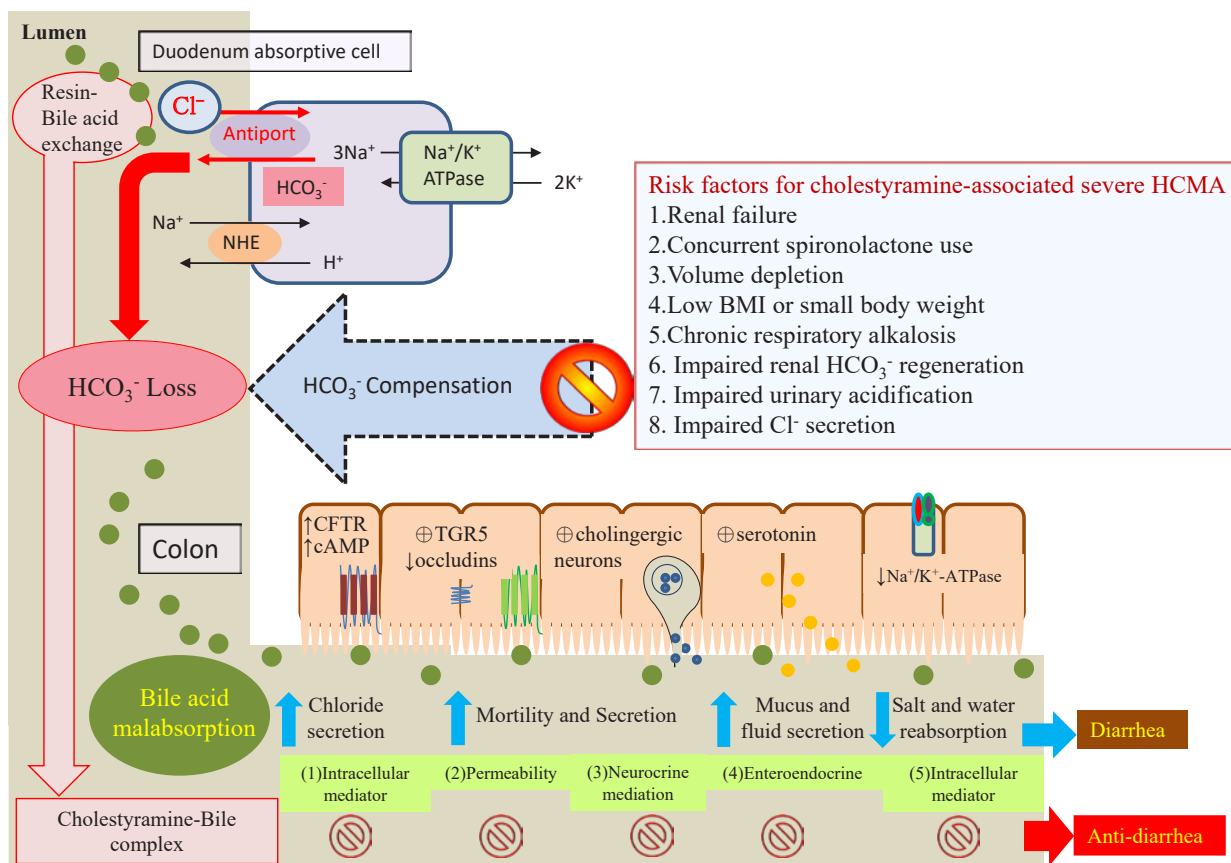 Lumen
Duodenum absorptive cell
Resin-
Bile acid
exchange
Cl⁻
Antiport
HCO₃⁻
3Na⁺
Na⁺/K⁺
ATPase
2K⁺
Na⁺
NHE
H⁺
Risk factors for cholestyramine-associated severe HCMA
1.Renal failure
2.Concurrent spironolactone use
3.Volume depletion
4.Low BMI or small body weight
5.Chronic respiratory alkalosis
6. Impaired renal HCO₃⁻ regeneration
7. Impaired urinary acidification
8. Impaired Cl⁻ secretion
HCO₃⁻ Loss
HCO₃⁻ Compensation
Colon
↑CFTR
↑cAMP
⊕TGR5
↓occludins
⊕cholingergic
neurons
⊕serotonin
↓Na⁺/K⁺-ATPase
Bile acid
malabsorption
Chloride
secretion
Mortility and Secretion
Mucus and
fluid secretion
Salt and water
reabsorption
Diarrhea
(1)Intracellular
mediator
(2)Permeability
(3)Neurocrine
mediation
(4)Enteroendocrine
(5)Intracellular
mediator
Cholestyramine-Bile
complex
Anti-diarrhea